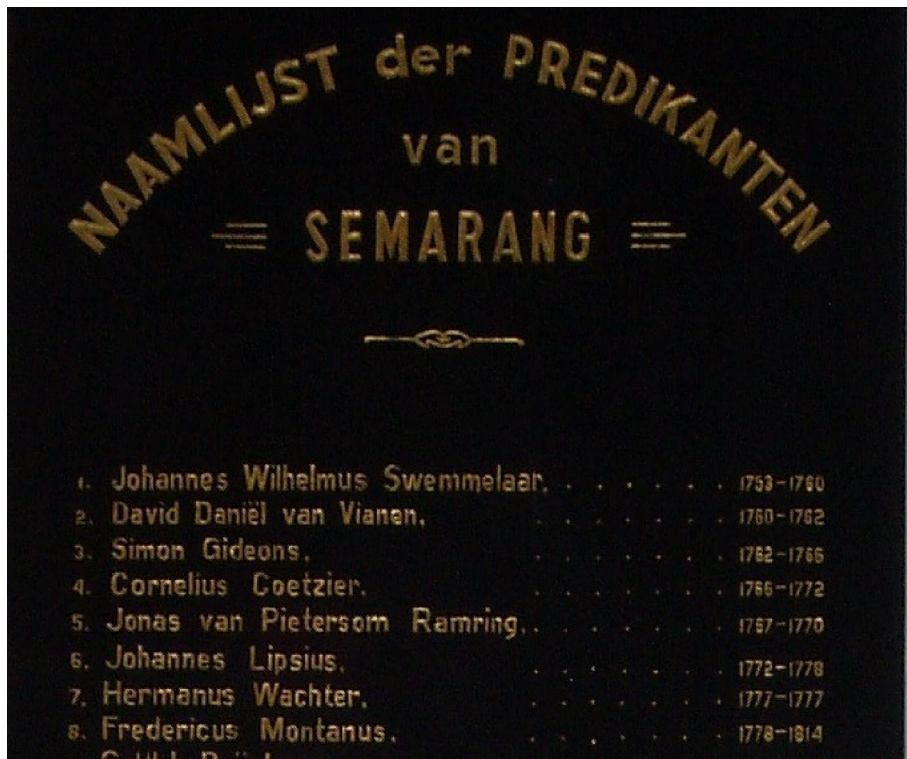 NAAMLIJST der PREDIKANTEN
van
SEMARANG
1. Johannes Wilhelmus Swemmelaar. . . . . . . 1753-1760
2. David Daniël van Vianen. . . . . . . 1760-1762
3. Simon Gideons. . . . . . . 1762-1766
4. Cornelius Coetzier. . . . . . . 1766-1772
5. Jonas van Pietersom Ramring. . . . . . . 1767-1770
6. Johannes Lipsius. . . . . . . 1772-1778
7. Hermanus Wachter. . . . . . . 1777-1777
8. Fredericus Montanus. . . . . . . 1778-1814